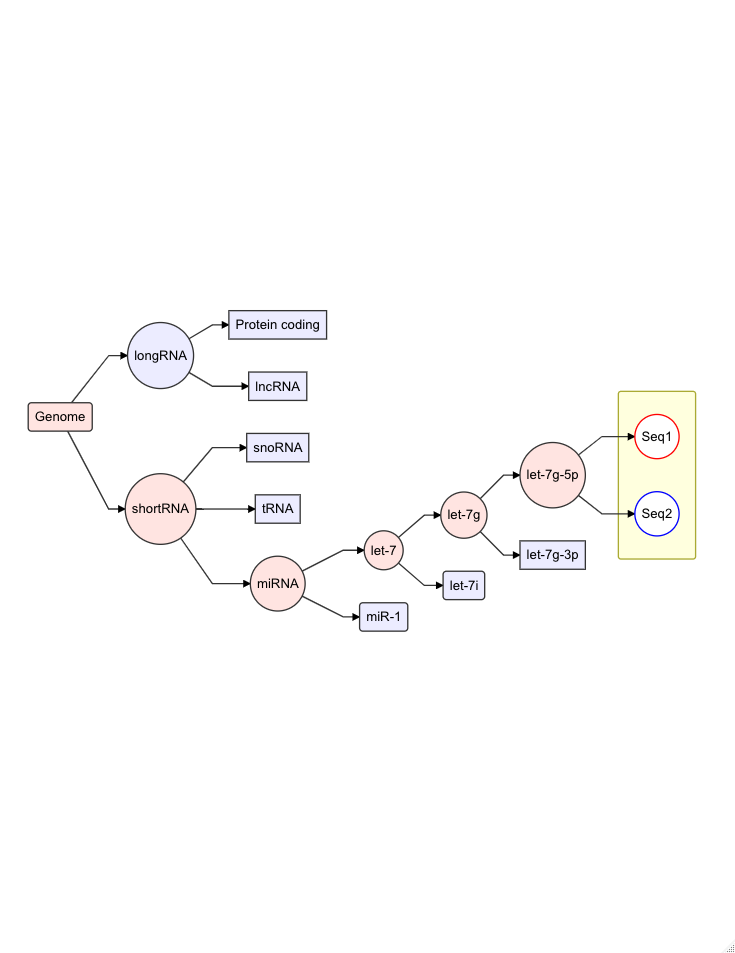 Protein coding
longRNA
lncRNA
Genome
snoRNA
shortRNA
tRNA
miRNA
let-7
miR-1
let-7g
let-7i
let-7g-5p
let-7g-3p
Seq1
Seq2